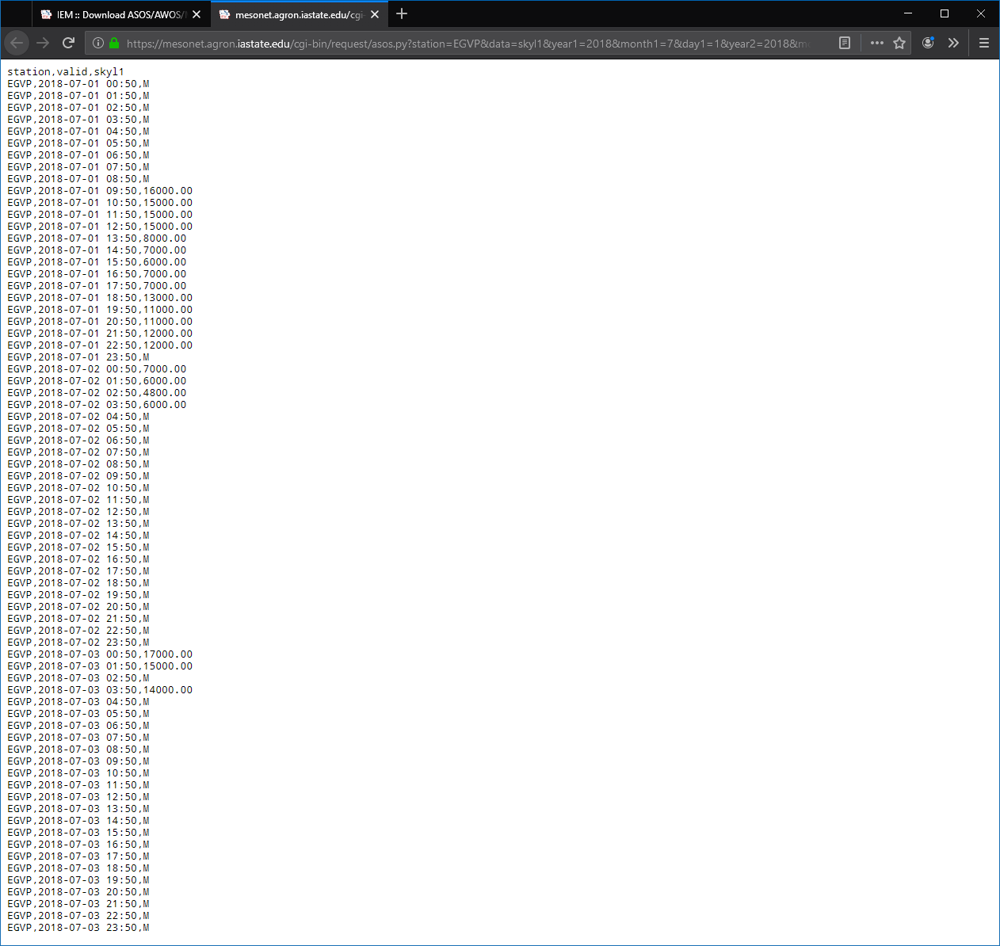 IEM :: Download ASOS/AWOS/
mesonet.agron.iastate.edu/cgi-
https://mesonet.agron.iastate.edu/cgi-bin/request/asos.py?station=EGVP&data=skyl1&year1=2018&month1=7&day1=1&year2=2018&m
station,valid,skyl1
EGVP,2018-07-01 00:50,M
EGVP,2018-07-01 01:50,M
EGVP,2018-07-01 02:50,M
EGVP,2018-07-01 03:50,M
EGVP,2018-07-01 04:50,M
EGVP,2018-07-01 05:50,M
EGVP,2018-07-01 06:50,M
EGVP,2018-07-01 07:50,M
EGVP,2018-07-01 08:50,M
EGVP,2018-07-01 09:50,16000.00
EGVP,2018-07-01 10:50,15000.00
EGVP,2018-07-01 11:50,15000.00
EGVP,2018-07-01 12:50,15000.00
EGVP,2018-07-01 13:50,8000.00
EGVP,2018-07-01 14:50,7000.00
EGVP,2018-07-01 15:50,6000.00
EGVP,2018-07-01 16:50,7000.00
EGVP,2018-07-01 17:50,7000.00
EGVP,2018-07-01 18:50,13000.00
EGVP,2018-07-01 19:50,11000.00
EGVP,2018-07-01 20:50,11000.00
EGVP,2018-07-01 21:50,12000.00
EGVP,2018-07-01 22:50,12000.00
EGVP,2018-07-01 23:50,M
EGVP,2018-07-02 00:50,7000.00
EGVP,2018-07-02 01:50,6000.00
EGVP,2018-07-02 02:50,4800.00
EGVP,2018-07-02 03:50,6000.00
EGVP,2018-07-02 04:50,M
EGVP,2018-07-02 05:50,M
EGVP,2018-07-02 06:50,M
EGVP,2018-07-02 07:50,M
EGVP,2018-07-02 08:50,M
EGVP,2018-07-02 09:50,M
EGVP,2018-07-02 10:50,M
EGVP,2018-07-02 11:50,M
EGVP,2018-07-02 12:50,M
EGVP,2018-07-02 13:50,M
EGVP,2018-07-02 14:50,M
EGVP,2018-07-02 15:50,M
EGVP,2018-07-02 16:50,M
EGVP,2018-07-02 17:50,M
EGVP,2018-07-02 18:50,M
EGVP,2018-07-02 19:50,M
EGVP,2018-07-02 20:50,M
EGVP,2018-07-02 21:50,M
EGVP,2018-07-02 22:50,M
EGVP,2018-07-02 23:50,M
EGVP,2018-07-03 00:50,17000.00
EGVP,2018-07-03 01:50,15000.00
EGVP,2018-07-03 02:50,M
EGVP,2018-07-03 03:50,14000.00
EGVP,2018-07-03 04:50,M
EGVP,2018-07-03 05:50,M
EGVP,2018-07-03 06:50,M
EGVP,2018-07-03 07:50,M
EGVP,2018-07-03 08:50,M
EGVP,2018-07-03 09:50,M
EGVP,2018-07-03 10:50,M
EGVP,2018-07-03 11:50,M
EGVP,2018-07-03 12:50,M
EGVP,2018-07-03 13:50,M
EGVP,2018-07-03 14:50,M
EGVP,2018-07-03 15:50,M
EGVP,2018-07-03 16:50,M
EGVP,2018-07-03 17:50,M
EGVP,2018-07-03 18:50,M
EGVP,2018-07-03 19:50,M
EGVP,2018-07-03 20:50,M
EGVP,2018-07-03 21:50,M
EGVP,2018-07-03 22:50,M
EGVP,2018-07-03 23:50,M